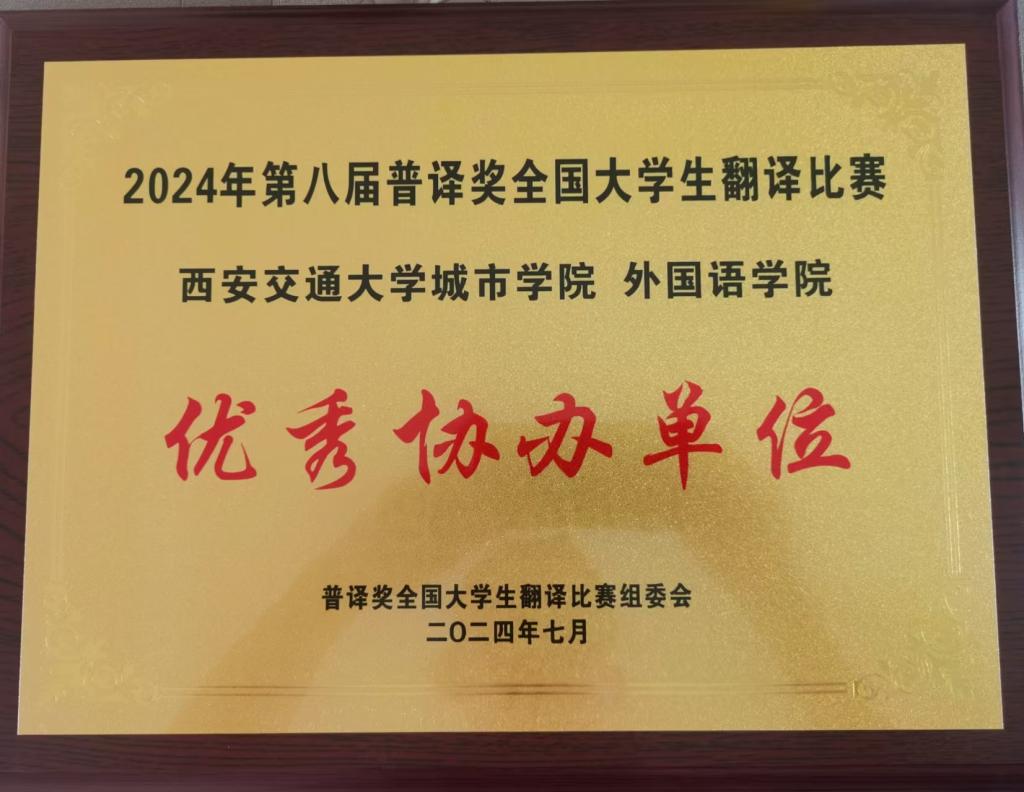 2024年第八届普译奖全国大学生翻译比赛
西安交通大学城市学院 外国语学院
优秀协办单位
普译奖全国大学生翻译比赛组委会
二〇二四年七月